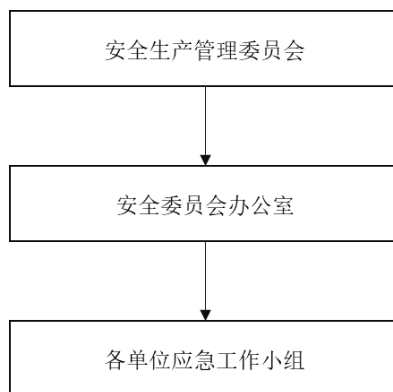 安全生产管理委员会
安全委员会办公室
各单位应急工作小组